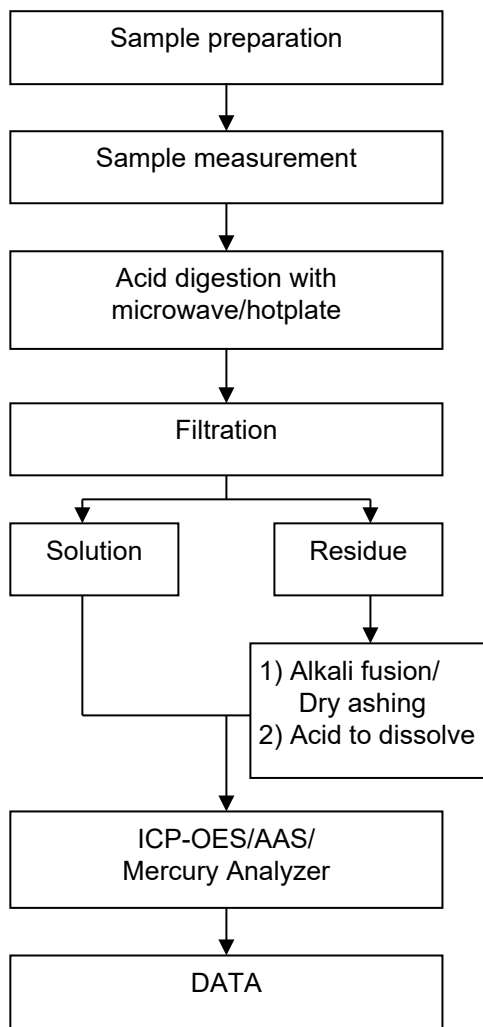 Sample preparation
Sample measurement
Acid digestion with
microwave/hotplate
Filtration
Solution
Residue
1) Alkali fusion/
Dry ashing
2) Acid to dissolve
ICP-OES/AAS/
Mercury Analyzer
DATA